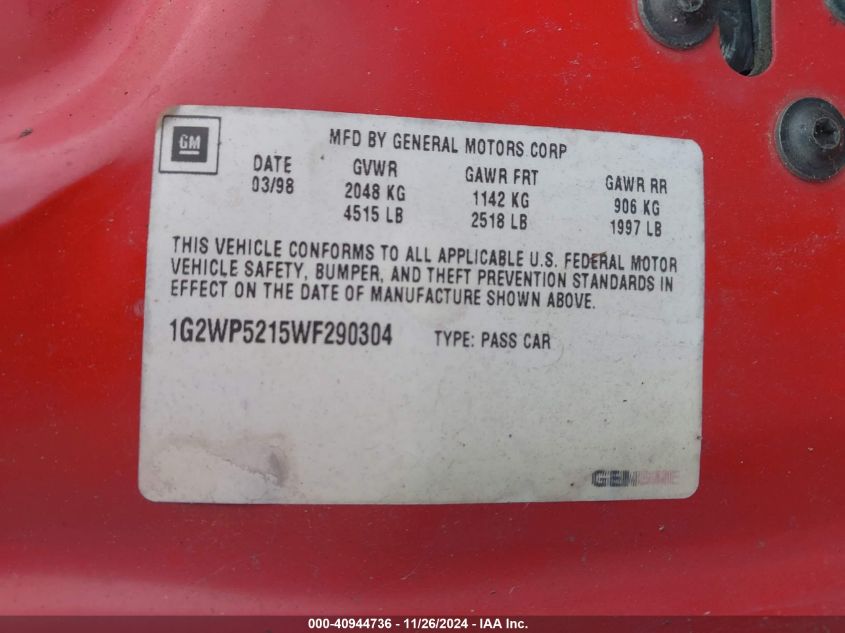 GM
MFD BY GENERAL MOTORS CORP
DATE GVWR GAWR FRT GAWR RR
03/98 2048 KG 1142 KG 906 KG
4515 LB 2518 LB 1997 LB
THIS VEHICLE CONFORMS TO ALL APPLICABLE U.S. FEDERAL MOTOR
VEHICLE SAFETY, BUMPER, AND THEFT PREVENTION STANDARDS IN
EFFECT ON THE DATE OF MANUFACTURE SHOWN ABOVE.
1G2WP5215WF290304 TYPE: PASS CAR
000-40944736 - 11/26/2024 - IAA Inc.